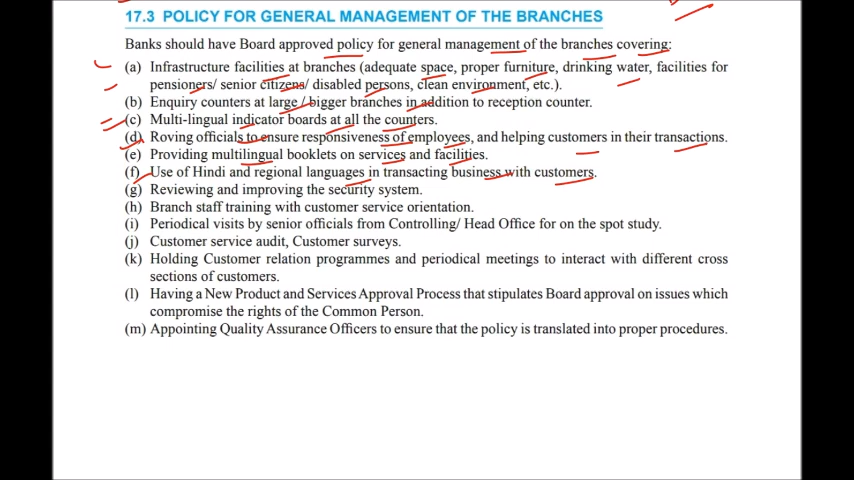 17.3 POLICY FOR GENERAL MANAGEMENT OF THE BRANCHES
Banks should have Board approved policy for general management of the branches covering:
(a) Infrastructure facilities at branches (adequate space, proper furniture, drinking water, facilities for
pensioners/ senior citizens/ disabled persons, clean environment, etc.).
(b) Enquiry counters at large / bigger branches in addition to reception counter.
(c) Multi-lingual indicator boards at all the counters.
(d) Roving officials to ensure responsiveness of employees, and helping customers in their transactions.
(e) Providing multilingual booklets on services and facilities.
(f) Use of Hindi and regional languages in transacting business with customers.
(g) Reviewing and improving the security system.
(h) Branch staff training with customer service orientation.
(i) Periodical visits by senior officials from Controlling/ Head Office for on the spot study.
(j) Customer service audit, Customer surveys.
(k) Holding Customer relation programmes and periodical meetings to interact with different cross
sections of customers.
(l) Having a New Product and Services Approval Process that stipulates Board approval on issues which
compromise the rights of the Common Person.
(m) Appointing Quality Assurance Officers to ensure that the policy is translated into proper procedures.